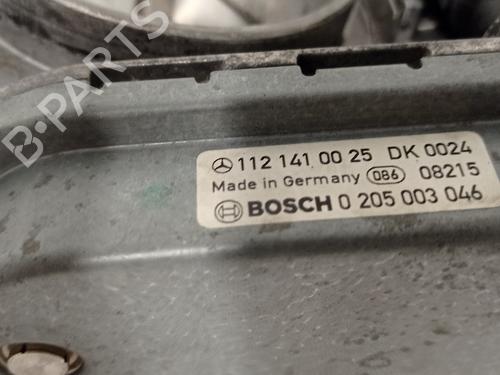 B-PARTS
112 141 00 25 DK 0024
Made in Germany 086 08215
BOSCH 0 205 003 046